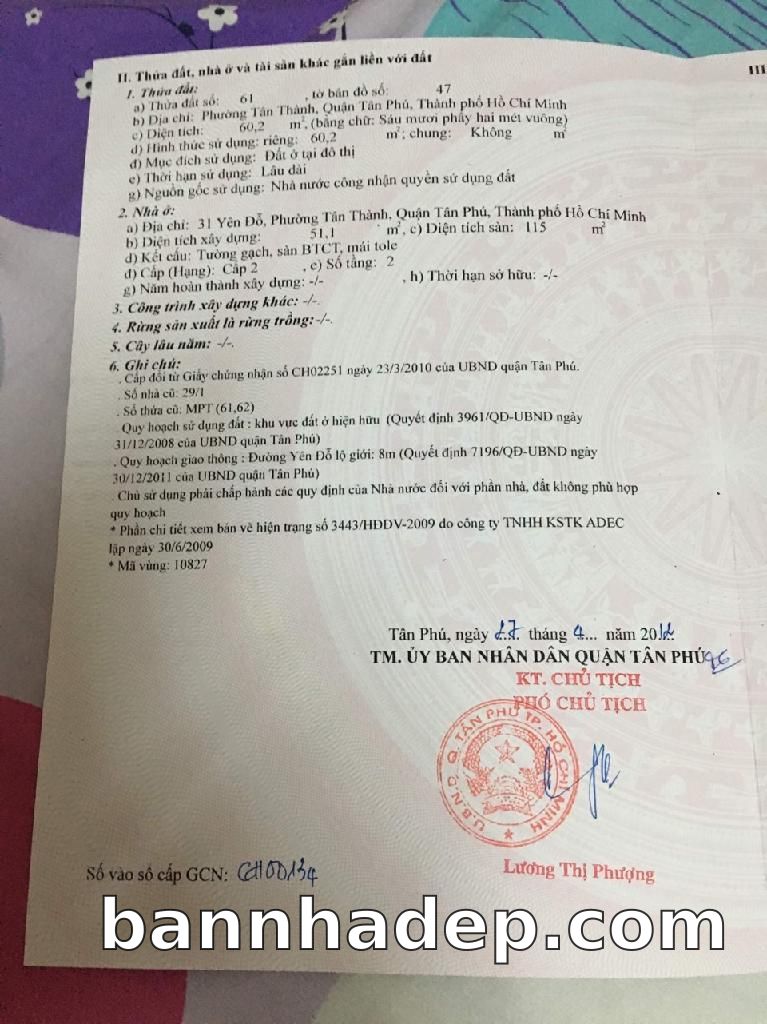 II. Thửa đất, nhà ở và tài sản khác gắn liền với đất
III
1. Thửa đất:
a) Thửa đất số: 61 , tờ bản đồ số: 47
b) Địa chỉ: Phường Tân Thành, Quận Tân Phú, Thành phố Hồ Chí Minh
c) Diện tích: 60,2 m², (bằng chữ: Sáu mươi phẩy hai mét vuông)
d) Hình thức sử dụng: riêng: 60,2 m²; chung: Không m²
đ) Mục đích sử dụng: Đất ở tại đô thị
e) Thời hạn sử dụng: Lâu dài
g) Nguồn gốc sử dụng: Nhà nước công nhận quyền sử dụng đất
2. Nhà ở:
a) Địa chỉ: 31 Yên Đỗ, Phường Tân Thành, Quận Tân Phú, Thành phố Hồ Chí Minh
b) Diện tích xây dựng: 51,1 m², c) Diện tích sàn: 115 m²
d) Kết cấu: Tường gạch, sàn BTCT, mái tole
đ) Cấp (Hạng): Cấp 2 , e) Số tầng: 2
g) Năm hoàn thành xây dựng: -/- , h) Thời hạn sở hữu: -/-
3. Công trình xây dựng khác: -/-.
4. Rừng sản xuất là rừng trồng:-/-.
5. Cây lâu năm: -/-.
6. Ghi chú:
. Cấp đổi từ Giấy chứng nhận số CH02251 ngày 23/3/2010 của UBND quận Tân Phú.
. Số nhà cũ: 29/1
. Số thửa cũ: MPT (61,62)
. Quy hoạch sử dụng đất : khu vực đất ở hiện hữu (Quyết định 3961/QĐ-UBND ngày
31/12/2008 của UBND quận Tân Phú)
. Quy hoạch giao thông : Đường Yên Đỗ lộ giới: 8m (Quyết định 7196/QĐ-UBND ngày
30/12/2011 của UBND quận Tân Phú)
. Chủ sử dụng phải chấp hành các quy định của Nhà nước đối với phần nhà, đất không phù hợp
quy hoạch
* Phần chi tiết xem bản vẽ hiện trạng số 3443/HĐDV-2009 do công ty TNHH KSTK ADEC
lập ngày 30/6/2009
* Mã vùng: 10827
Tân Phú, ngày 27 tháng 4 năm 2012
TM. ỦY BAN NHÂN DÂN QUẬN TÂN PHÚ
KT. CHỦ TỊCH
PHÓ CHỦ TỊCH
U.B.N.D Q. TÂN PHÚ TP. HỒ CHÍ MINH
Lương Thị Phượng
Số vào sổ cấp GCN: CH00134
bannhadep.com